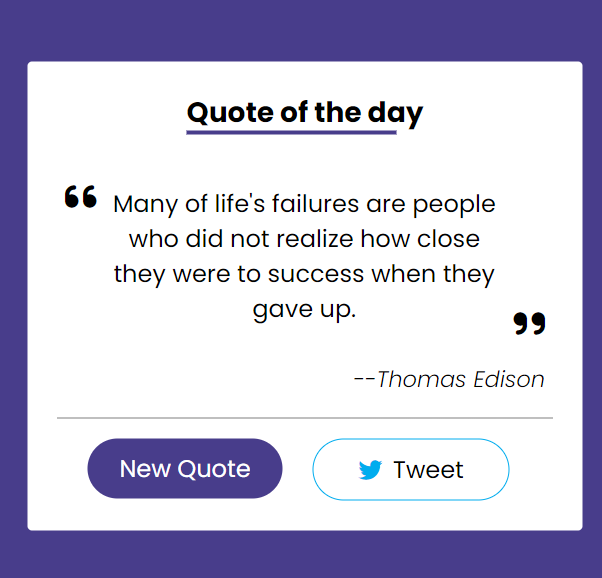 Quote of the day
“ Many of life's failures are people
who did not realize how close
they were to success when they
gave up. ”
--Thomas Edison
New Quote
Tweet